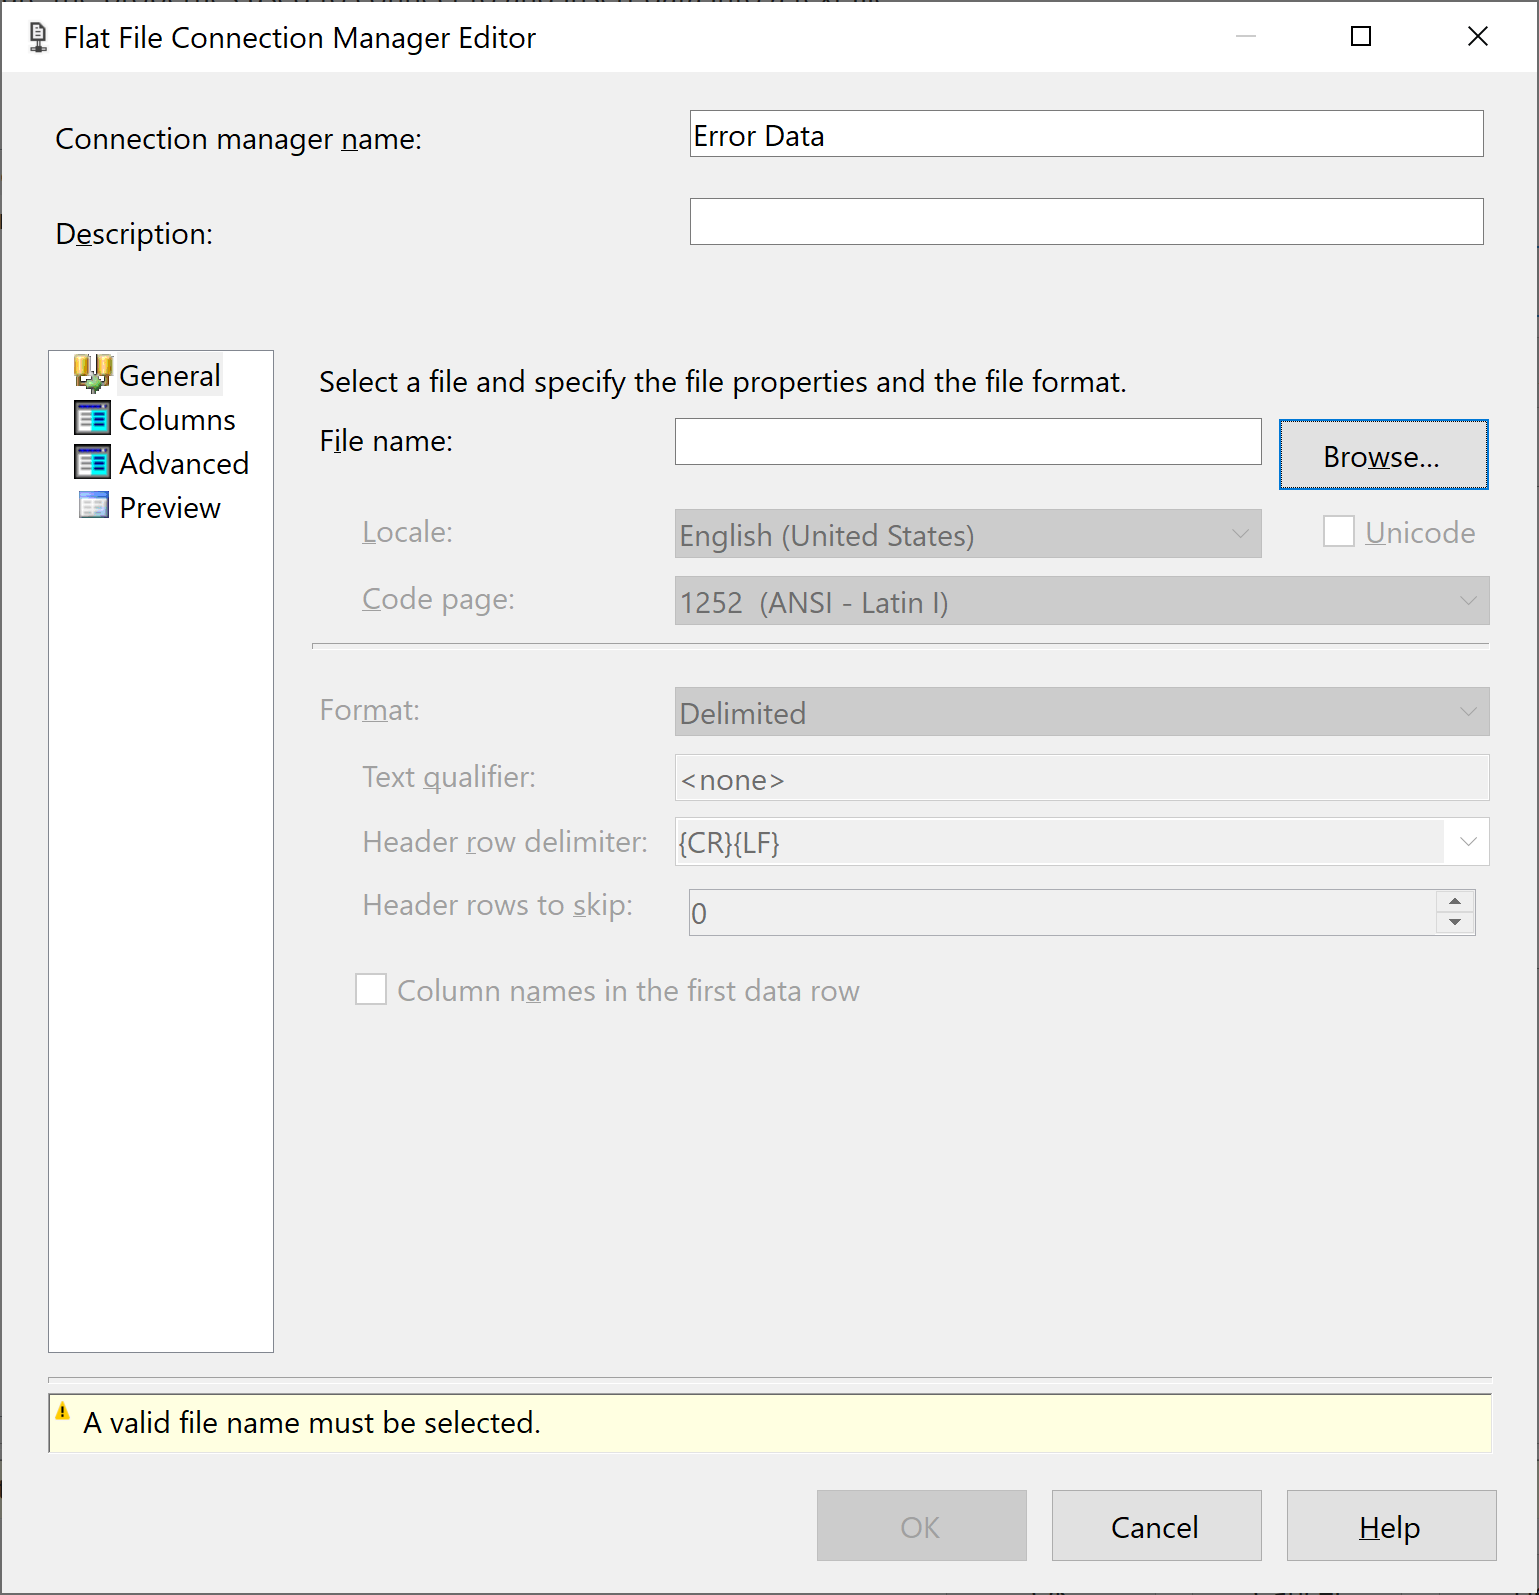 Flat File Connection Manager Editor
Connection manager name:
Error Data
Description:
General
Columns
Advanced
Preview
Select a file and specify the file properties and the file format.
File name:
Browse...
Locale:
English (United States)
Unicode
Code page:
1252  (ANSI - Latin I)
Format:
Delimited
Text qualifier:
<none>
Header row delimiter:
{CR}{LF}
Header rows to skip:
0
Column names in the first data row
A valid file name must be selected.
OK
Cancel
Help